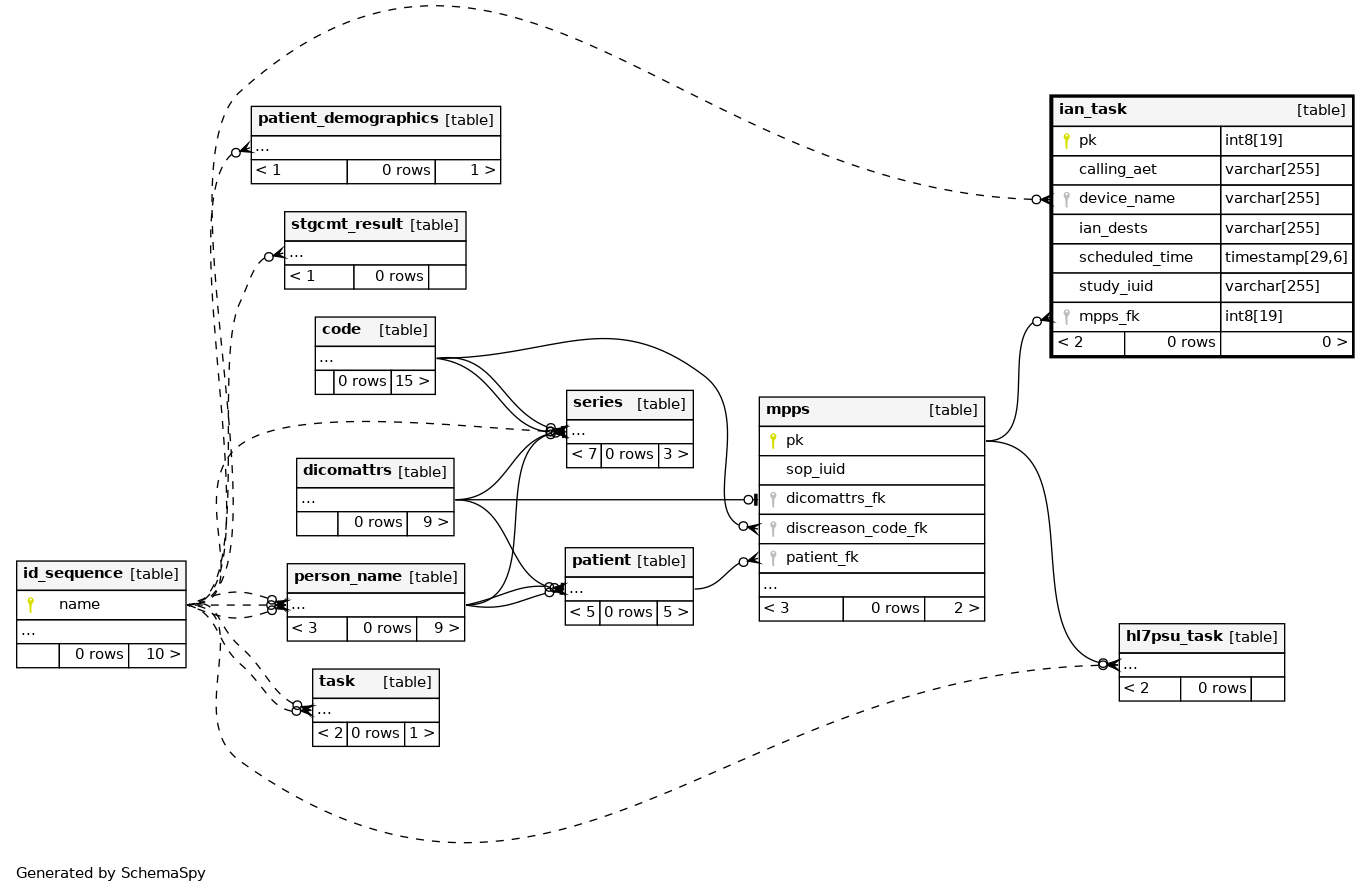 patient_demographics [table]
...
< 1 0 rows 1 >
stgcmt_result [table]
...
< 1 0 rows
code [table]
...
0 rows 15 >
dicomattrs [table]
...
0 rows 9 >
id_sequence [table]
name
...
0 rows 10 >
person_name [table]
...
< 3 0 rows 9 >
task [table]
...
< 2 0 rows 1 >
series [table]
...
< 7 0 rows 3 >
patient [table]
...
< 5 0 rows 5 >
mpps [table]
pk
sop_iuid
dicomattrs_fk
discreason_code_fk
patient_fk
...
< 3 0 rows 2 >
ian_task [table]
pk int8[19]
calling_aet varchar[255]
device_name varchar[255]
ian_dests varchar[255]
scheduled_time timestamp[29,6]
study_iuid varchar[255]
mpps_fk int8[19]
< 2 0 rows 0 >
hl7psu_task [table]
...
< 2 0 rows
Generated by SchemaSpy